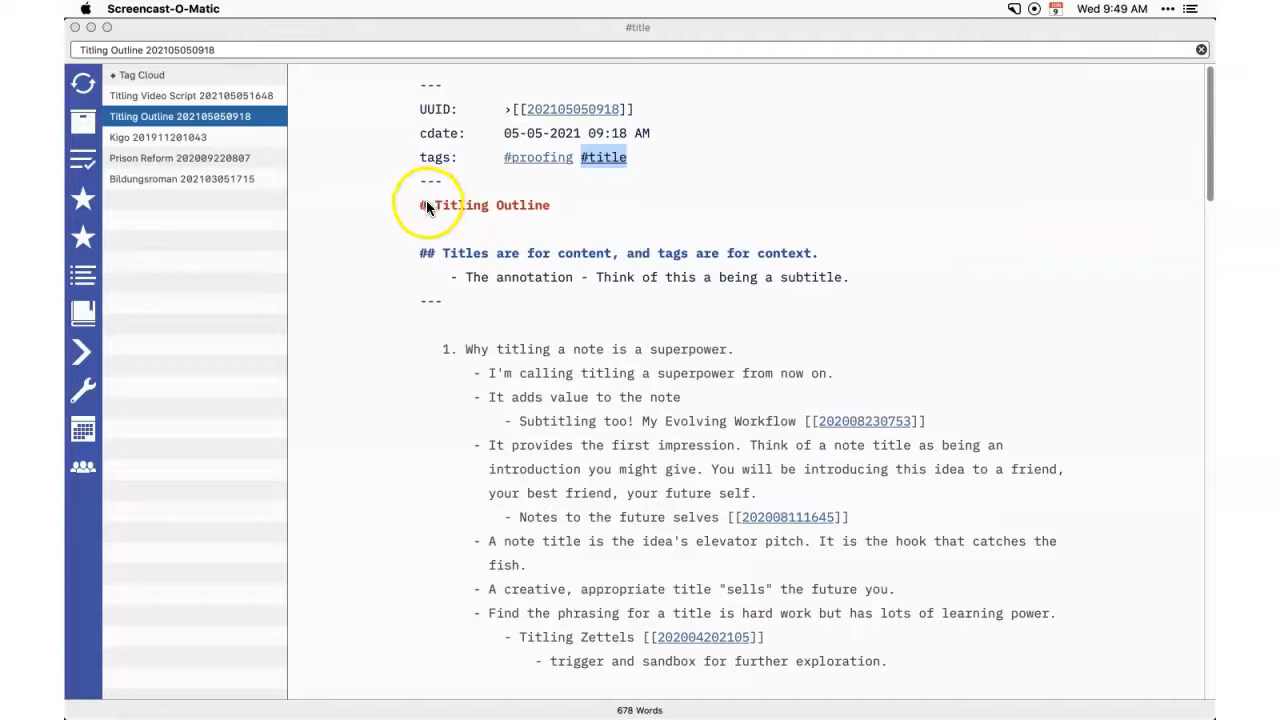 Screencast-O-Matic
9
Wed 9:49 AM
#title
Titling Outline 202105050918
◆ Tag Cloud
Titling Video Script 202105051648
Titling Outline 202105050918
Kigo 201911201043
Prison Reform 202009220807
Bildungsroman 202103051715
---
UUID: ›[[202105050918]]
cdate: 05-05-2021 09:18 AM
tags: #proofing #title
---
# Titling Outline
## Titles are for content, and tags are for context.
- The annotation - Think of this a being a subtitle.
---
1. Why titling a note is a superpower.
- I'm calling titling a superpower from now on.
- It adds value to the note
- Subtitling too! My Evolving Workflow [[202008230753]]
- It provides the first impression. Think of a note title as being an
introduction you might give. You will be introducing this idea to a friend,
your best friend, your future self.
- Notes to the future selves [[202008111645]]
- A note title is the idea's elevator pitch. It is the hook that catches the
fish.
- A creative, appropriate title "sells" the future you.
- Find the phrasing for a title is hard work but has lots of learning power.
- Titling Zettels [[202004202105]]
- trigger and sandbox for further exploration.
678 Words